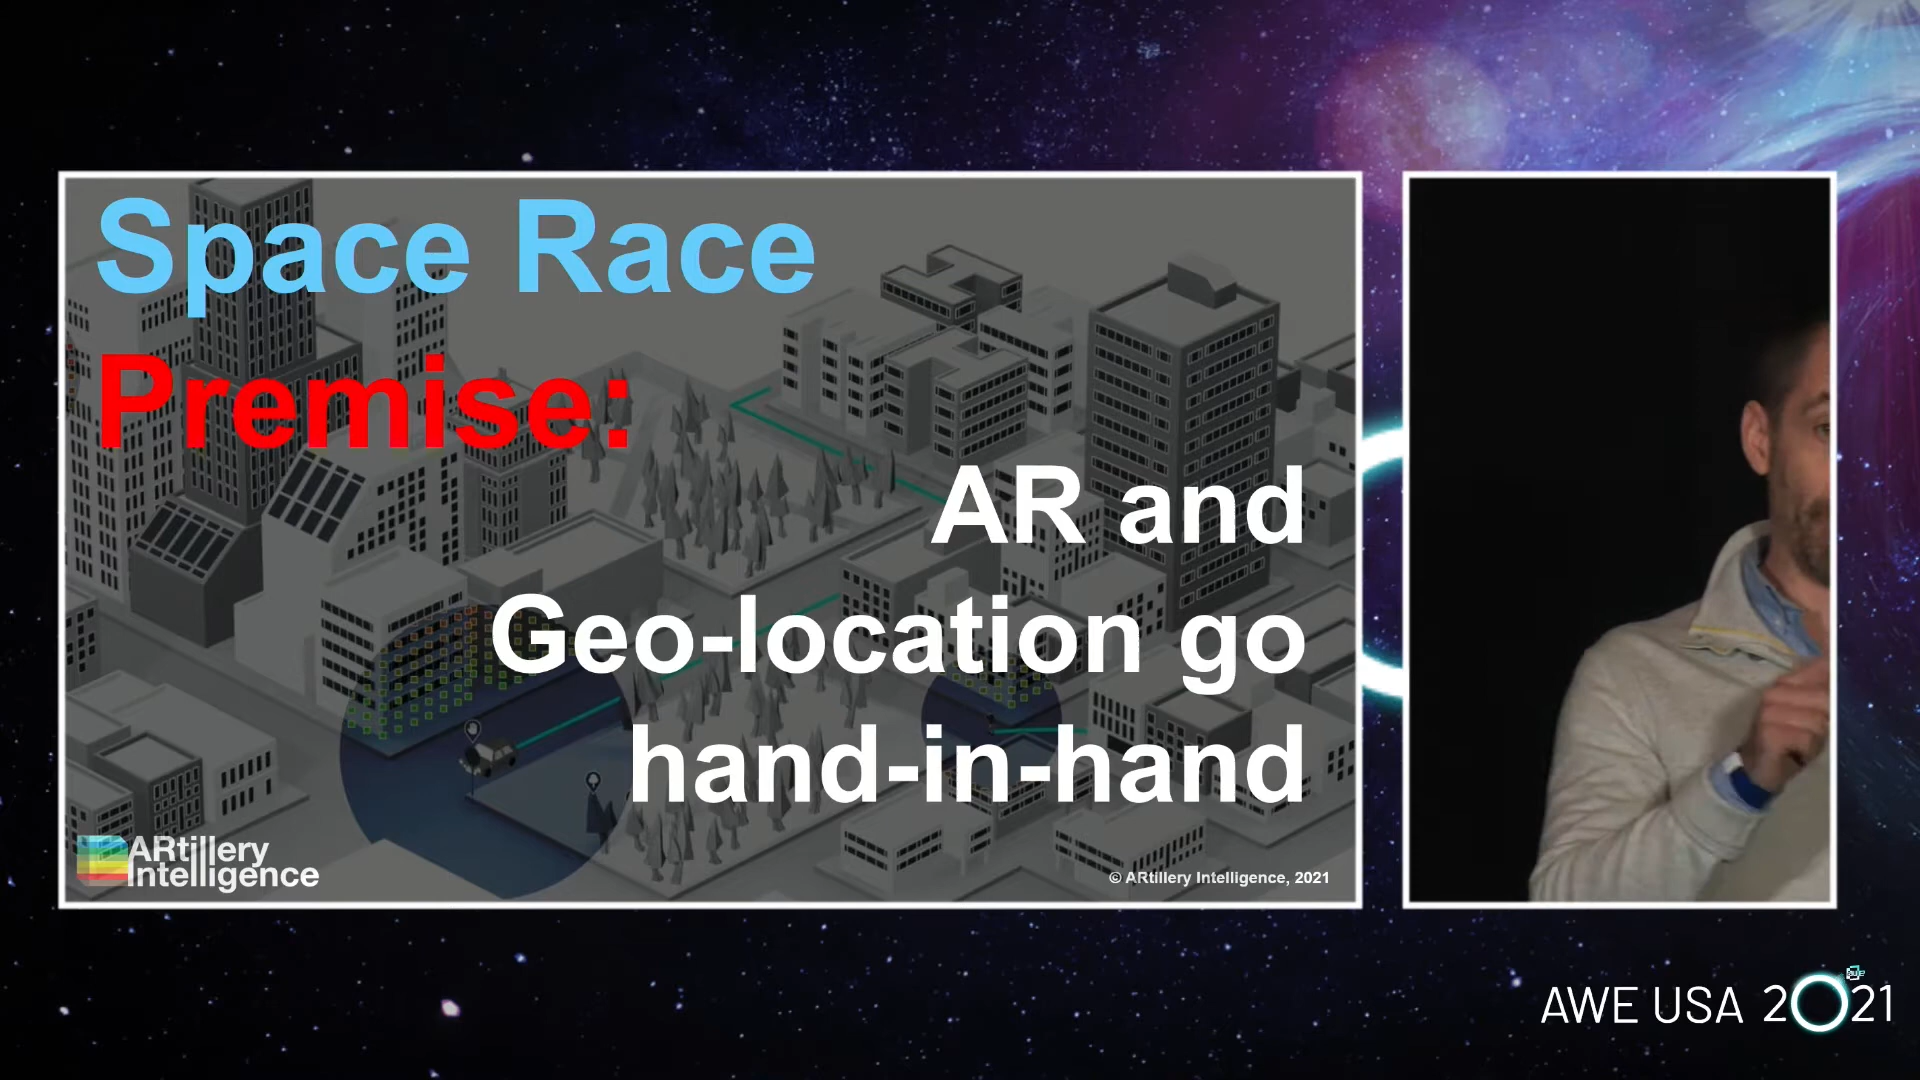 Space Race
Premise:
AR and
Geo-location go
hand-in-hand
ARtillery
Intelligence
© ARtillery Intelligence, 2021
AWE USA 2021